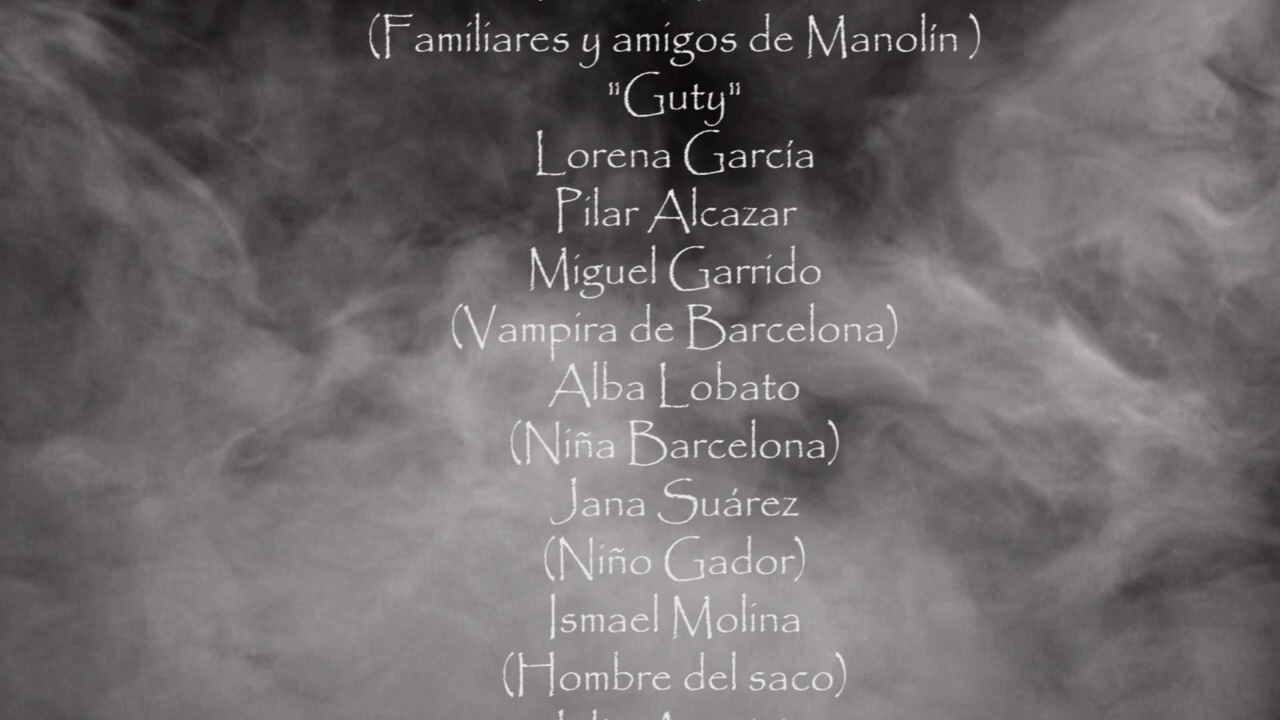 (Familiares y amigos de Manolín )
"Guty"
Lorena García
Pilar Alcazar
Miguel Garrido
(Vampira de Barcelona)
Alba Lobato
(Niña Barcelona)
Jana Suárez
(Niño Gador)
Ismael Molina
(Hombre del saco)